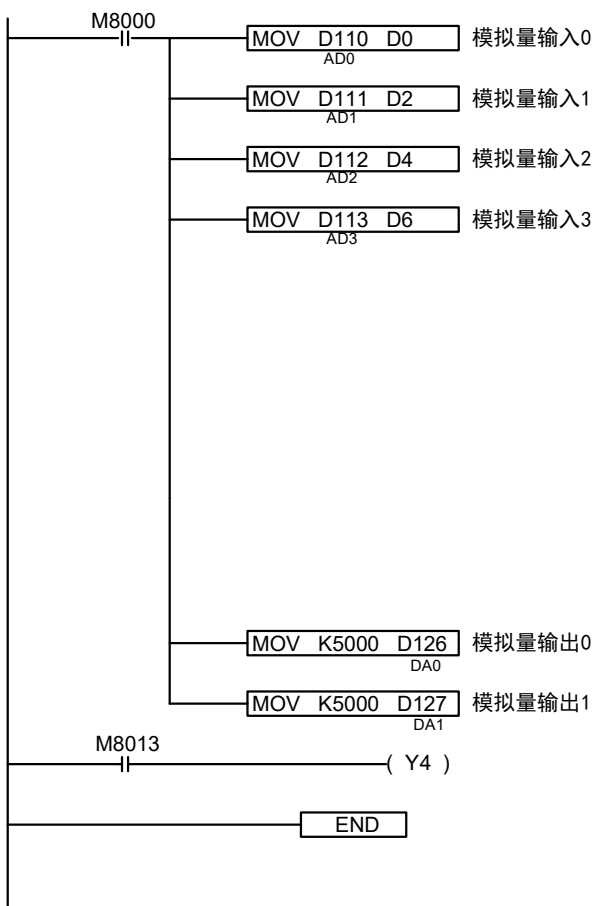 M8000
MOV D110 D0 模拟量输入0
AD0
MOV D111 D2 模拟量输入1
AD1
MOV D112 D4 模拟量输入2
AD2
MOV D113 D6 模拟量输入3
AD3
MOV K5000 D126 模拟量输出0
DA0
MOV K5000 D127 模拟量输出1
DA1
M8013
( Y4 )
END